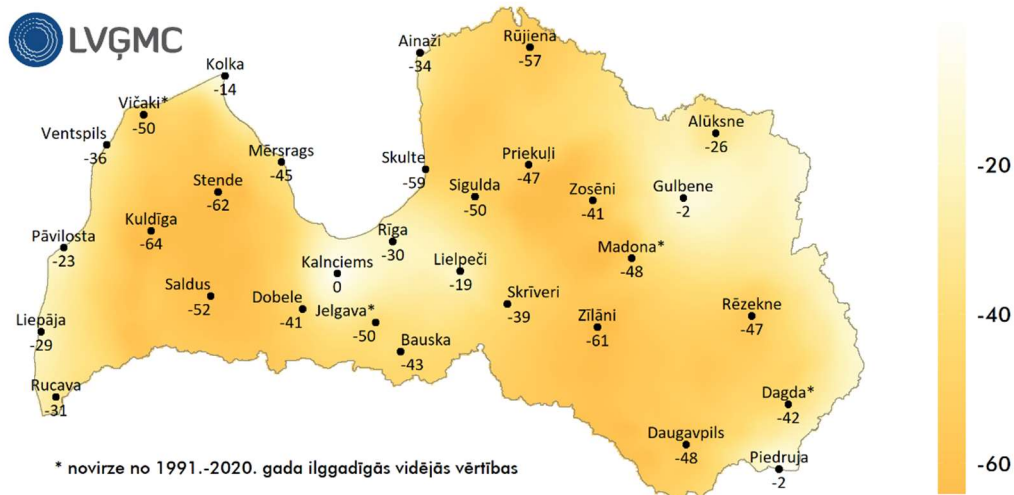 LVĢMC
Ainaži
-34
Rūjiena
-57
Kolka
-14
Vičaki*
-50
Ventspils
-36
Mērsrags
-45
Alūksne
-26
Skulte
-59
Priekuļi
-47
Stende
-62
Sigulda
-50
Zosēni
-41
Gulbene
-2
Kuldīga
-64
Pāvilosta
-23
Rīga
-30
Madona*
-48
Kalnciems
0
Lielpeči
-19
Saldus
-52
Dobele
-41
Jelgava*
-50
Skrīveri
-39
Zīlāni
-61
Rēzekne
-47
Liepāja
-29
Bauska
-43
Rucava
-31
Dagda*
-42
Daugavpils
-48
Piedruja
-2
-20
-40
-60
* novirze no 1991.-2020. gada ilggadīgās vidējās vērtības